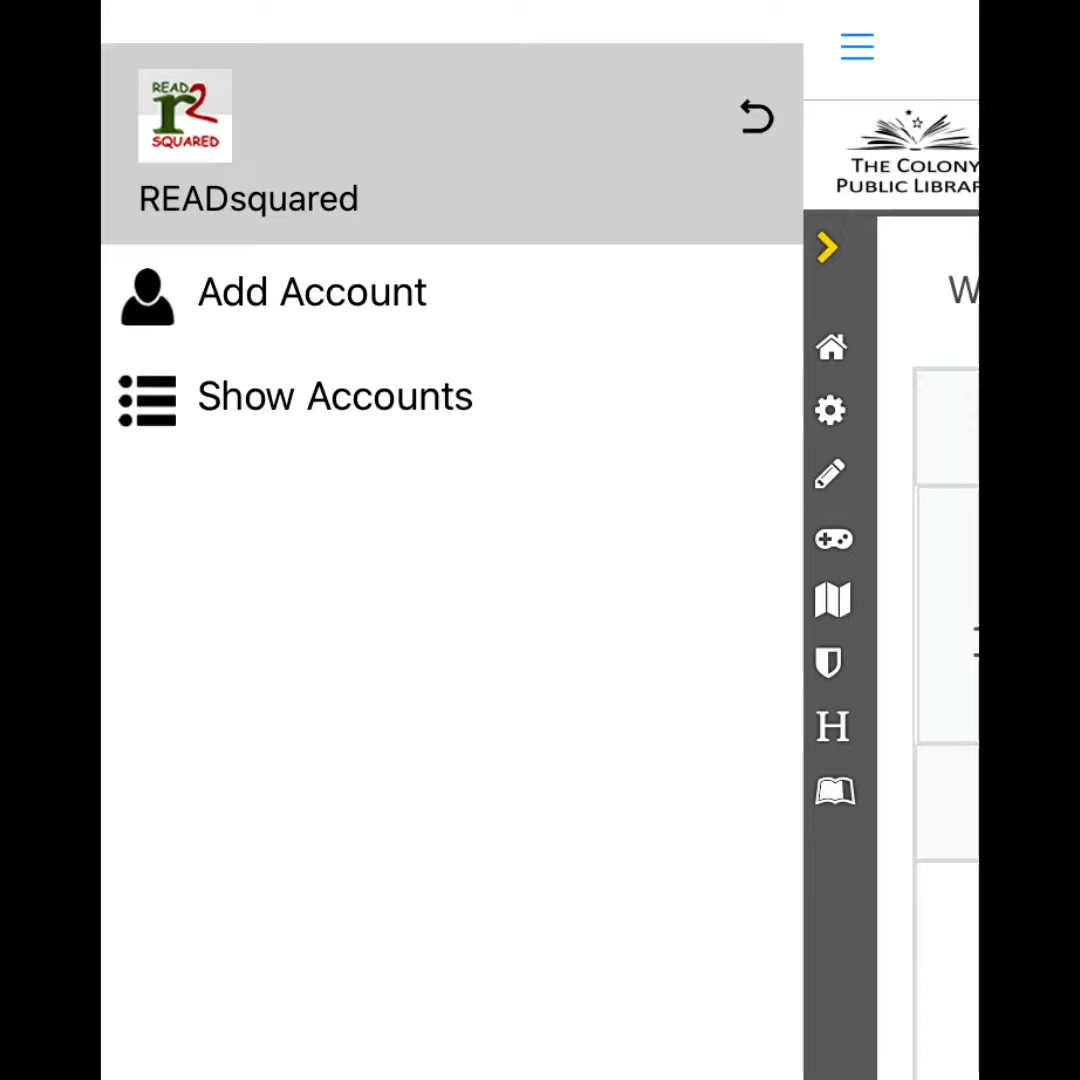 READ
r2
SQUARED
READsquared
Add Account
Show Accounts
THE COLONY
PUBLIC LIBRAR
W
H